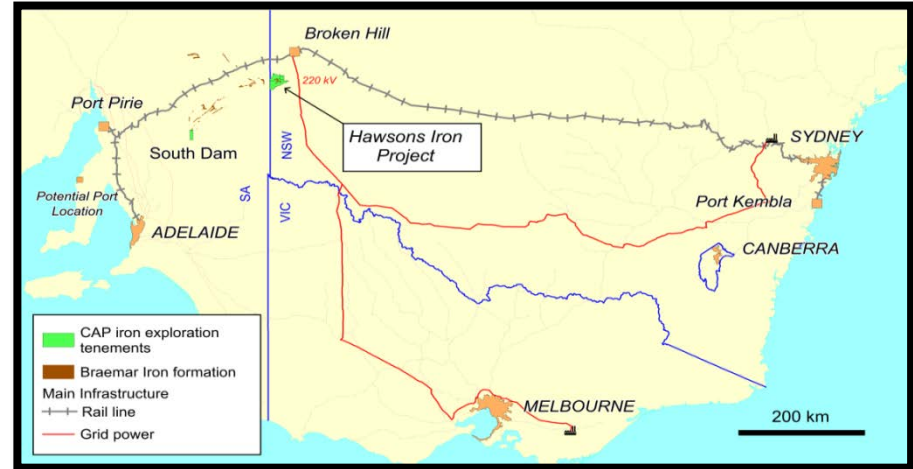 Broken Hill
220 kV
Port Pirie
Hawsons Iron
Project
SYDNEY
South Dam
NSW
SA
VIC
Potential Port
Location
Port Kembla
ADELAIDE
CANBERRA
CAP iron exploration
tenements
Braemar Iron formation
Main Infrastructure
Rail line
Grid power
MELBOURNE
200 km